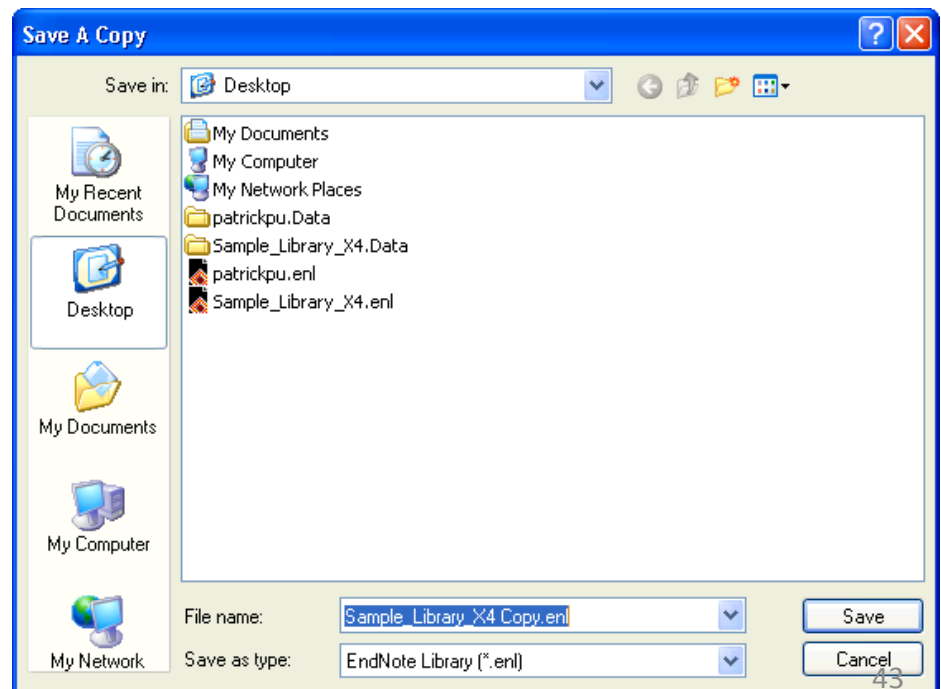 Save A Copy
Save in: Desktop
My Recent
Documents
Desktop
My Documents
My Computer
My Network
My Documents
My Computer
My Network Places
patrickpu.Data
Sample_Library_X4.Data
patrickpu.enl
Sample_Library_X4.enl
File name: Sample_Library_X4 Copy.enl Save
Save as type: EndNote Library (*.enl) Cancel
43